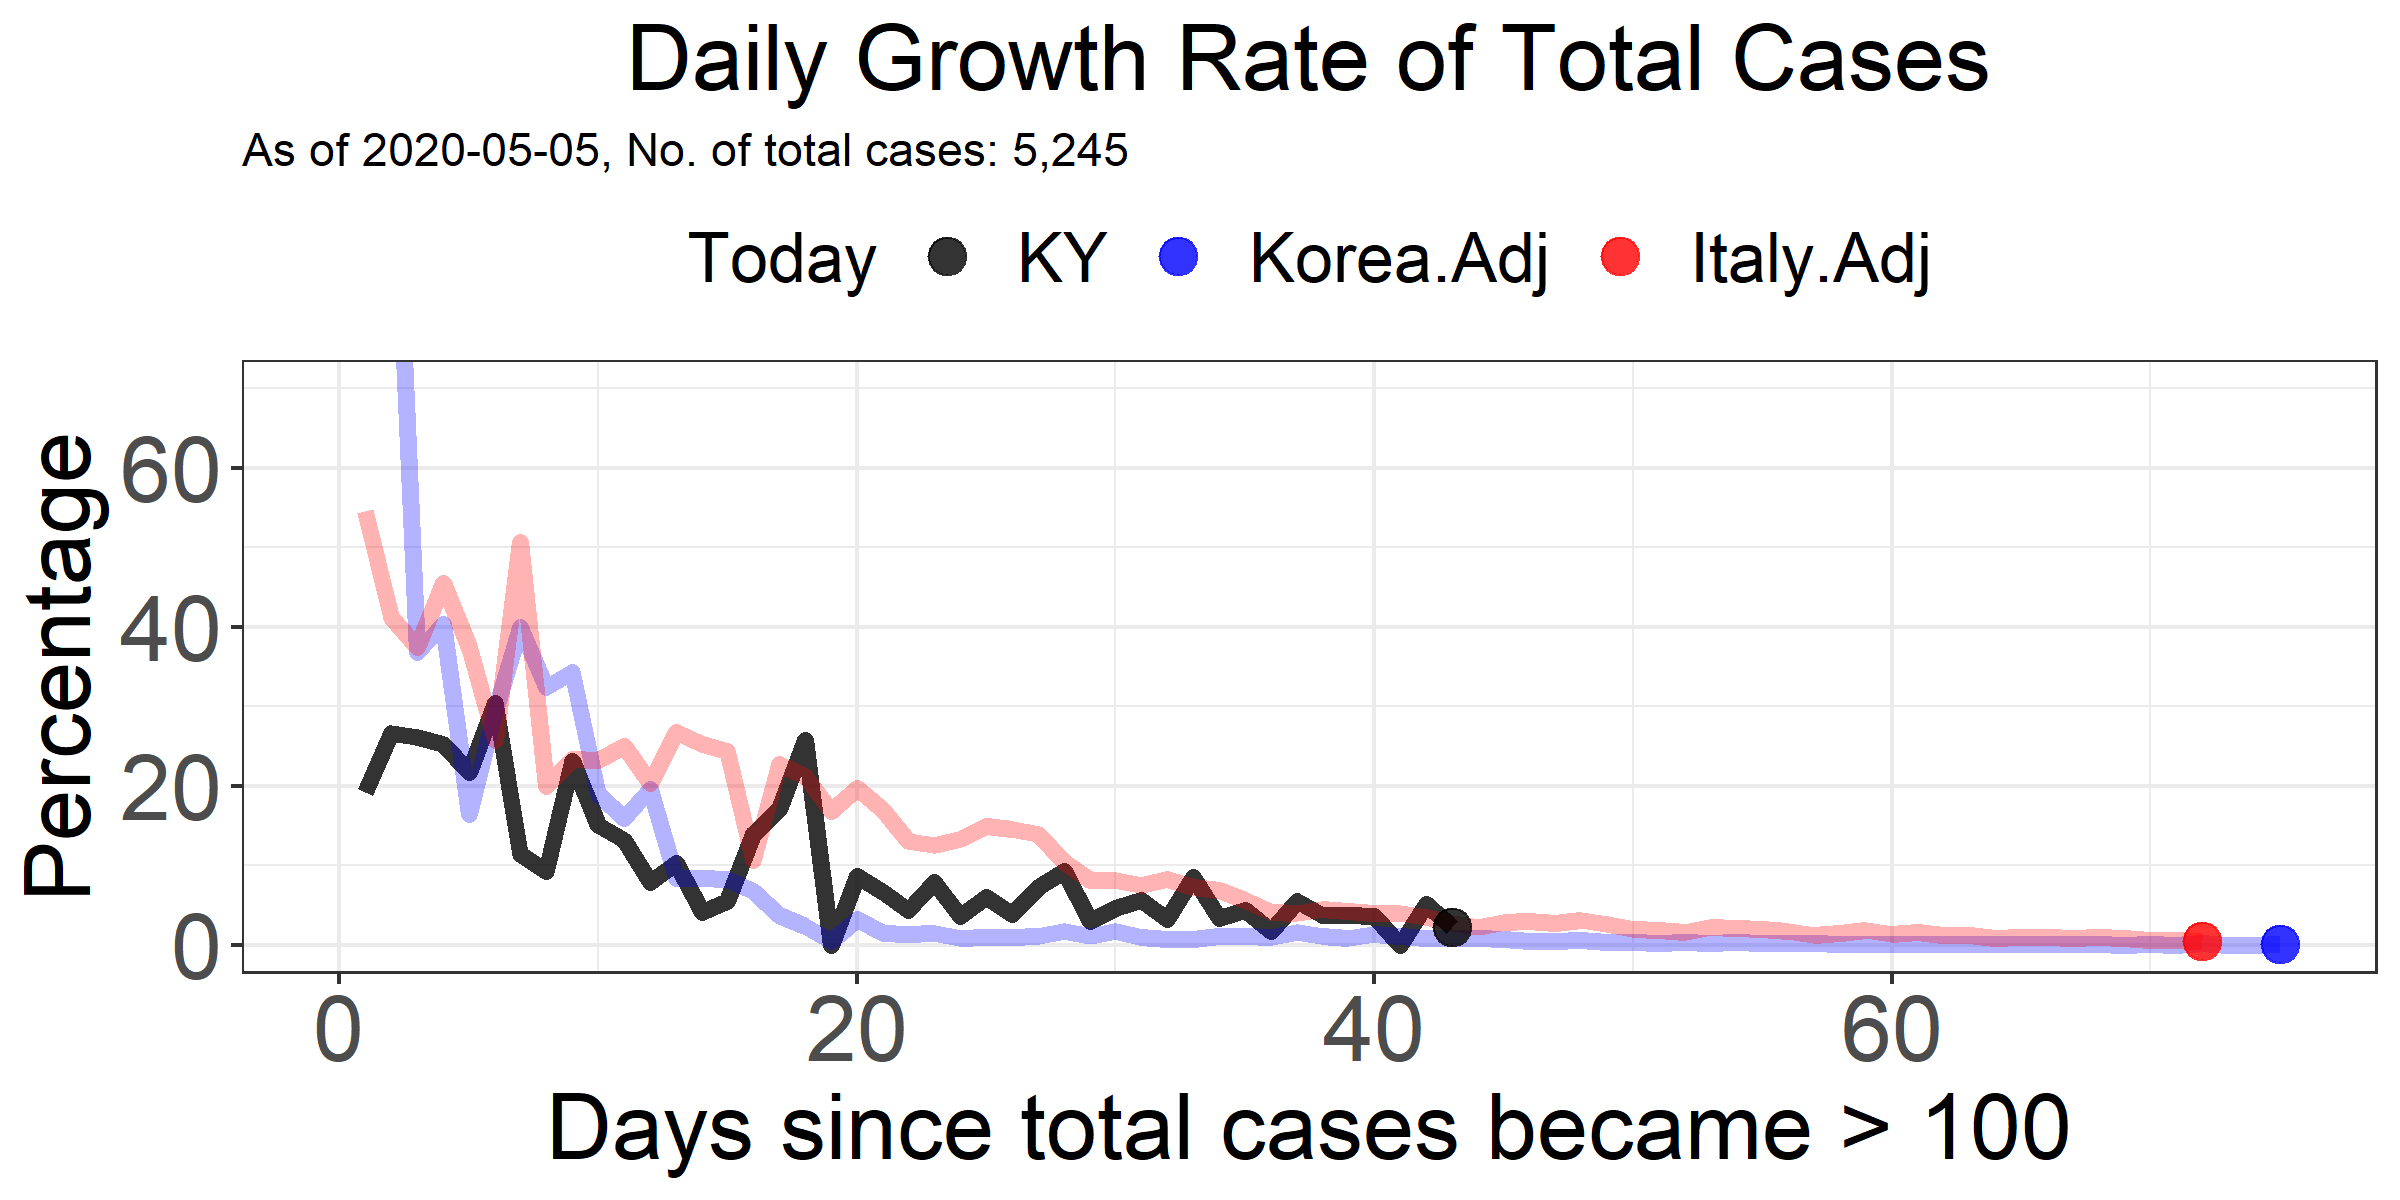 Daily Growth Rate of Total Cases
As of 2020-05-05, No. of total cases: 5,245
Today KY Korea.Adj Italy.Adj
Percentage
60
40
20
0
0 20 40 60
Days since total cases became > 100